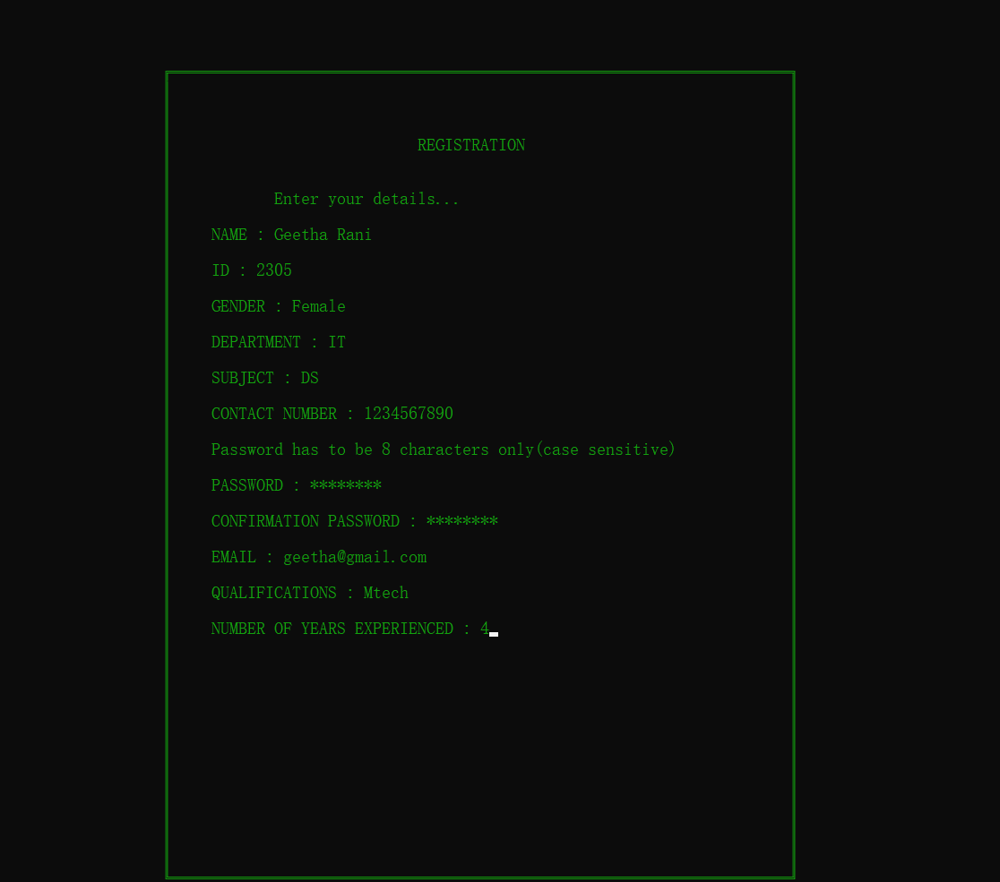 REGISTRATION
Enter your details...
NAME : Geetha Rani
ID : 2305
GENDER : Female
DEPARTMENT : IT
SUBJECT : DS
CONTACT NUMBER : 1234567890
Password has to be 8 characters only(case sensitive)
PASSWORD : ********
CONFIRMATION PASSWORD : ********
EMAIL : geetha@gmail.com
QUALIFICATIONS : Mtech
NUMBER OF YEARS EXPERIENCED : 4